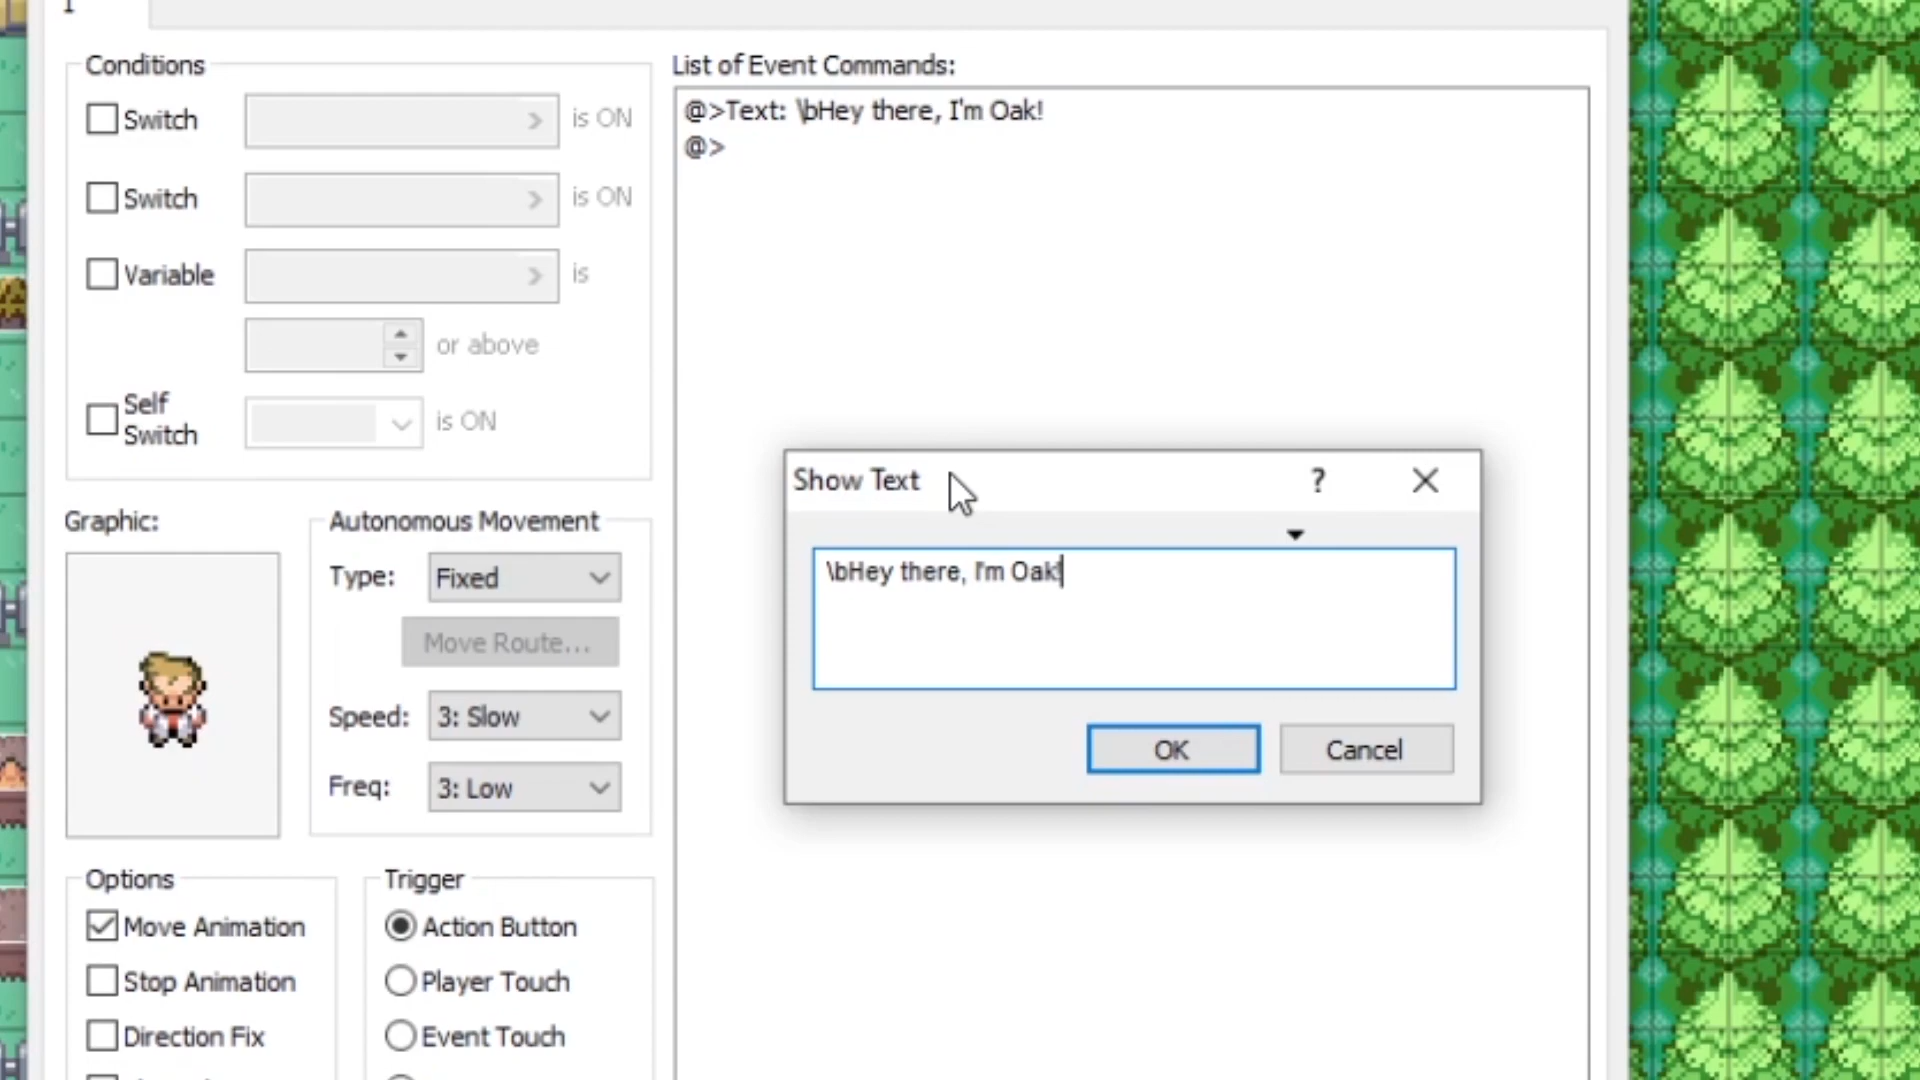 1
Conditions
Switch is ON
Switch is ON
Variable is
or above
Self Switch is ON
Graphic:
Autonomous Movement
Type: Fixed
Move Route...
Speed: 3: Slow
Freq: 3: Low
Options
Move Animation
Stop Animation
Direction Fix
Trigger
Action Button
Player Touch
Event Touch
List of Event Commands:
@>Text: \bHey there, I'm Oak!
@>
Show Text ?
\bHey there, I'm Oak!
OK Cancel